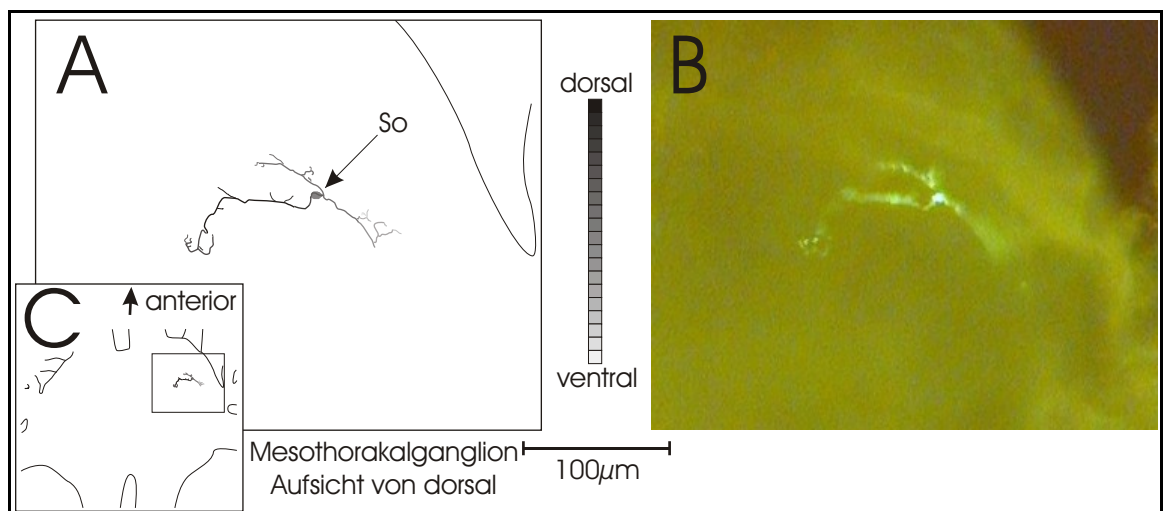 A
So
dorsal
ventral
B
C
anterior
Mesothorakalganglion
Aufsicht von dorsal
100µm